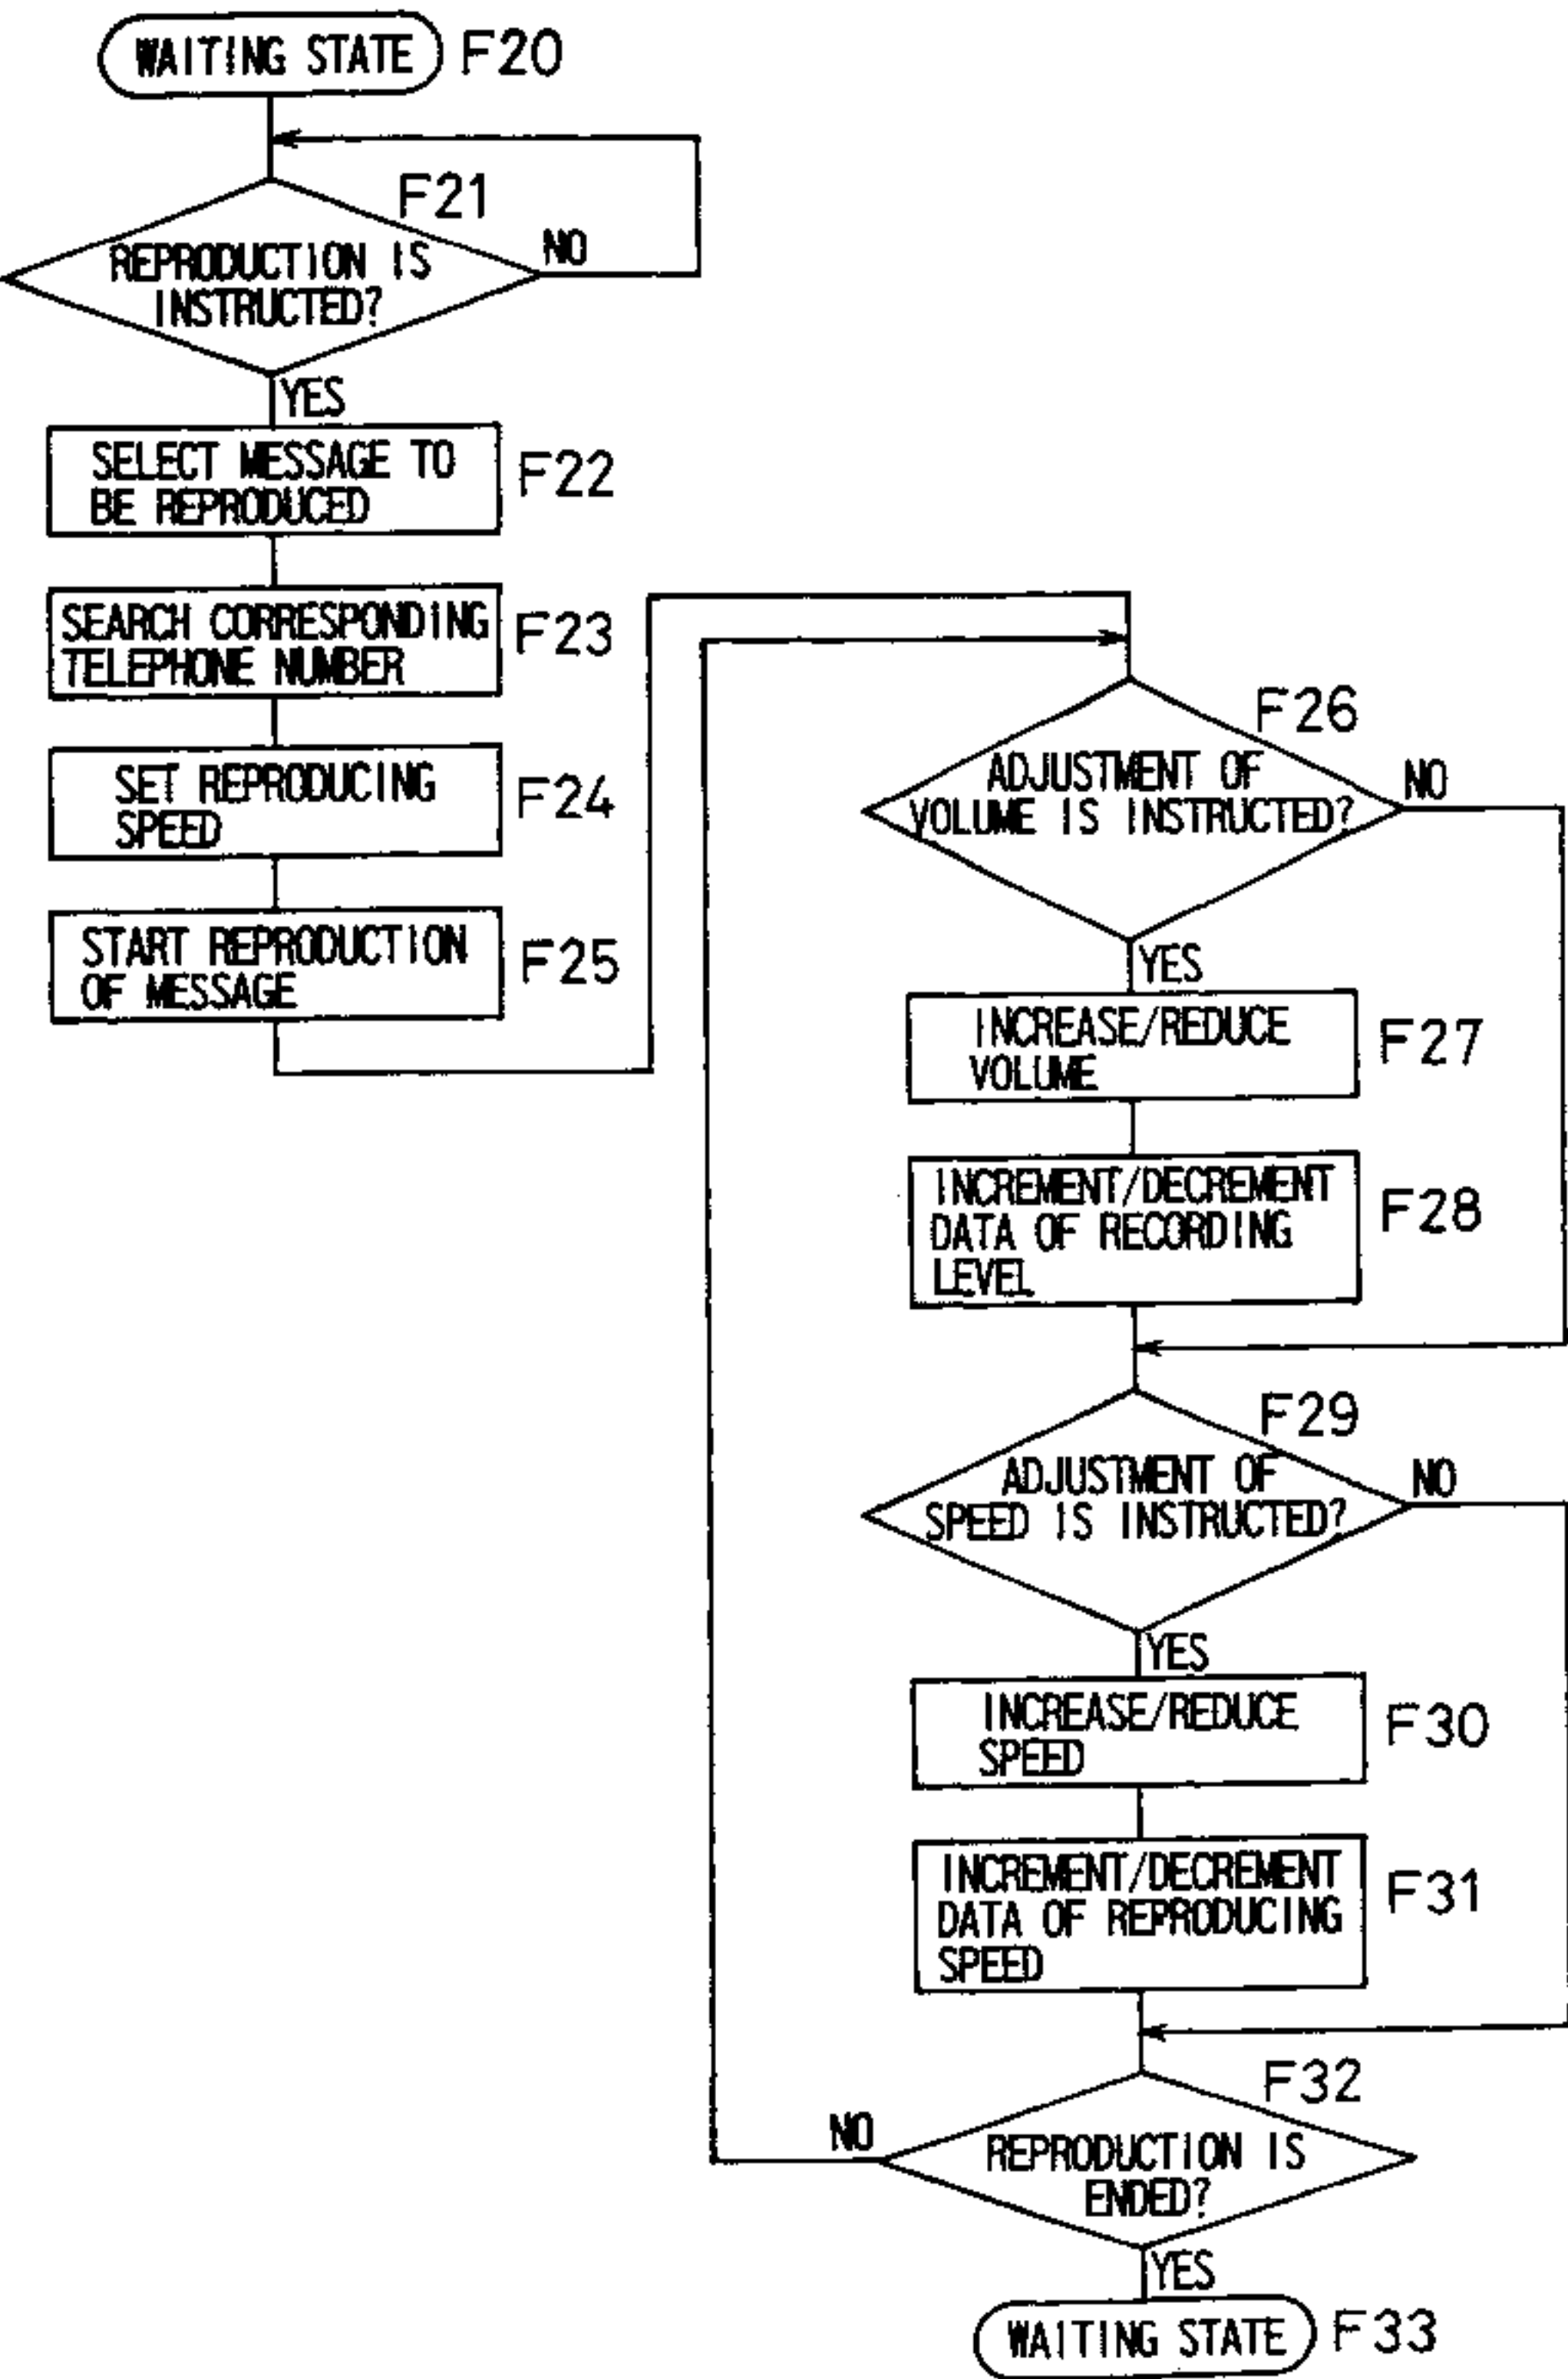 WAITING STATE F20
F21
REPRODUCTION IS
INSTRUCTED?
NO
YES
SELECT MESSAGE TO
BE REPRODUCED
F22
SEARCH CORRESPONDING
TELEPHONE NUMBER
F23
SET REPRODUCING
SPEED
F24
START REPRODUCTION
OF MESSAGE
F25
F26
ADJUSTMENT OF
VOLUME IS INSTRUCTED?
NO
YES
INCREASE/REDUCE
VOLUME
F27
INCREMENT/DECREMENT
DATA OF RECORDING
LEVEL
F28
F29
ADJUSTMENT OF
SPEED IS INSTRUCTED?
NO
YES
INCREASE/REDUCE
SPEED
F30
INCREMENT/DECREMENT
DATA OF REPRODUCING
SPEED
F31
F32
REPRODUCTION IS
ENDED?
NO
YES
WAITING STATE F33